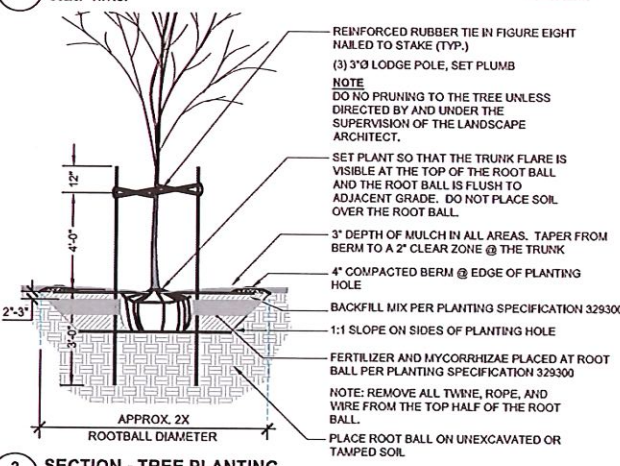 REINFORCED RUBBER TIE IN FIGURE EIGHT
NAILED TO STAKE (TYP.)
(3) 3"Ø LODGE POLE, SET PLUMB
NOTE
DO NO PRUNING TO THE TREE UNLESS
DIRECTED BY AND UNDER THE
SUPERVISION OF THE LANDSCAPE
ARCHITECT.
SET PLANT SO THAT THE TRUNK FLARE IS
VISIBLE AT THE TOP OF THE ROOT BALL
AND THE ROOT BALL IS FLUSH TO
ADJACENT GRADE. DO NOT PLACE SOIL
OVER THE ROOT BALL.
3" DEPTH OF MULCH IN ALL AREAS. TAPER FROM
BERM TO A 2" CLEAR ZONE @ THE TRUNK
4" COMPACTED BERM @ EDGE OF PLANTING
HOLE
BACKFILL MIX PER PLANTING SPECIFICATION 329300
1:1 SLOPE ON SIDES OF PLANTING HOLE
FERTILIZER AND MYCORRHIZAE PLACED AT ROOT
BALL PER PLANTING SPECIFICATION 329300
NOTE: REMOVE ALL TWINE, ROPE, AND
WIRE FROM THE TOP HALF OF THE ROOT
BALL.
PLACE ROOT BALL ON UNEXCAVATED OR
TAMPED SOIL
12"
4'-0"
2"-3"
3'-0"
APPROX. 2X
ROOTBALL DIAMETER
SECTION - TREE PLANTING